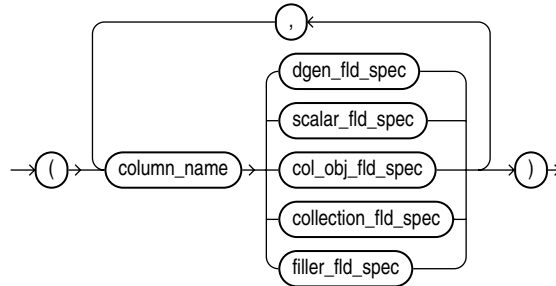 ,
dgen_fld_spec
scalar_fld_spec
( column_name col_obj_fld_spec )
collection_fld_spec
filler_fld_spec